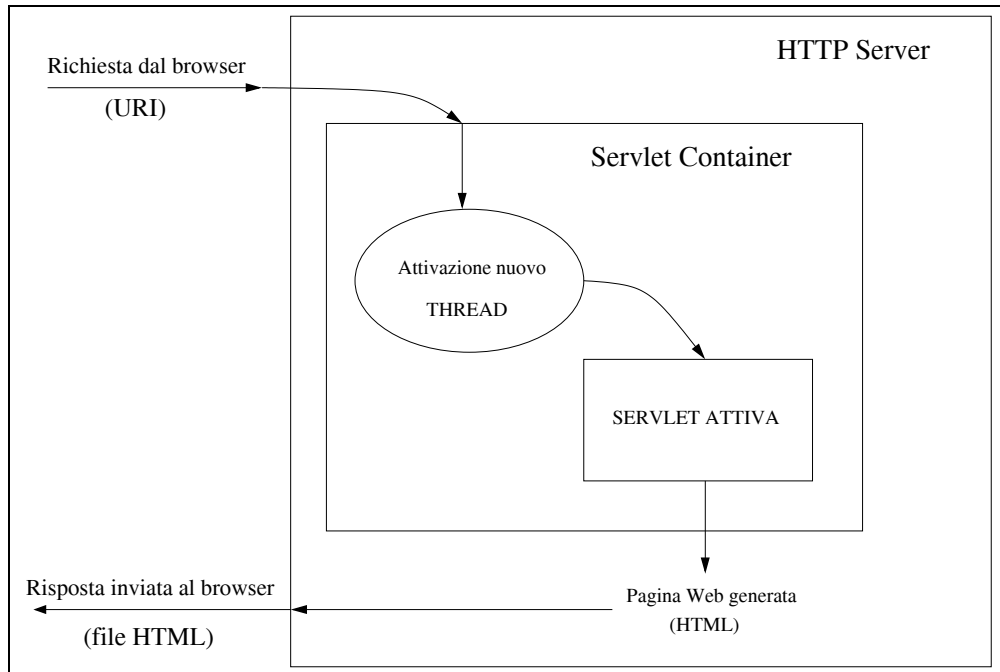 HTTP Server
Richiesta dal browser
(URI)
Servlet Container
Attivazione nuovo
THREAD
SERVLET ATTIVA
Pagina Web generata
(HTML)
Risposta inviata al browser
(file HTML)